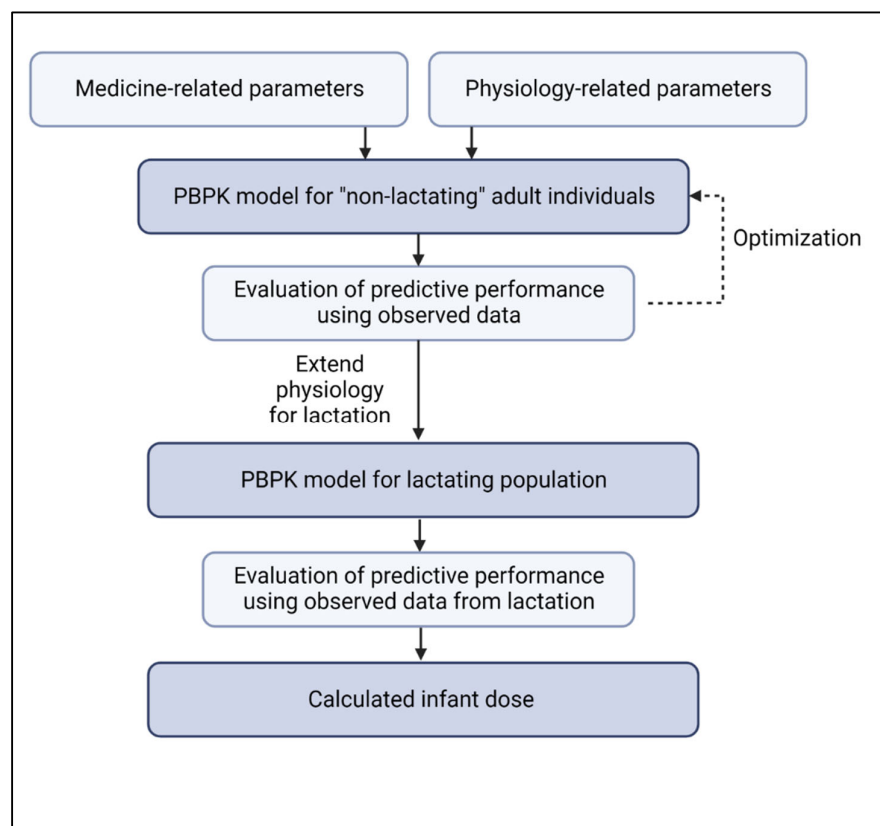 Medicine-related parameters
Physiology-related parameters
PBPK model for "non-lactating" adult individuals
Optimization
Evaluation of predictive performance
using observed data
Extend
physiology
for lactation
PBPK model for lactating population
Evaluation of predictive performance
using observed data from lactation
Calculated infant dose